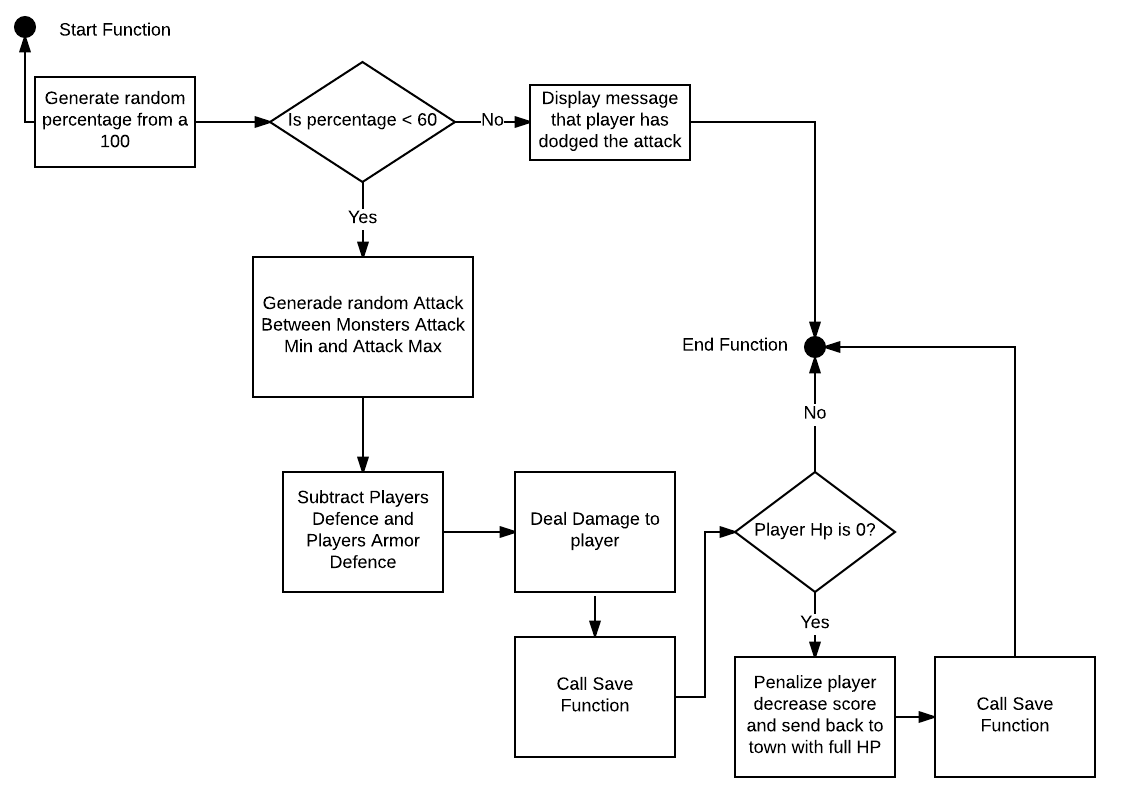 Start Function
Generate random
percentage from a
100
Is percentage < 60
No
Display message
that player has
dodged the attack
Yes
Generade random Attack
Between Monsters Attack
Min and Attack Max
End Function
No
Subtract Players
Defence and
Players Armor
Defence
Deal Damage to
player
Player Hp is 0?
Yes
Call Save
Function
Penalize player
decrease score
and send back to
town with full HP
Call Save
Function